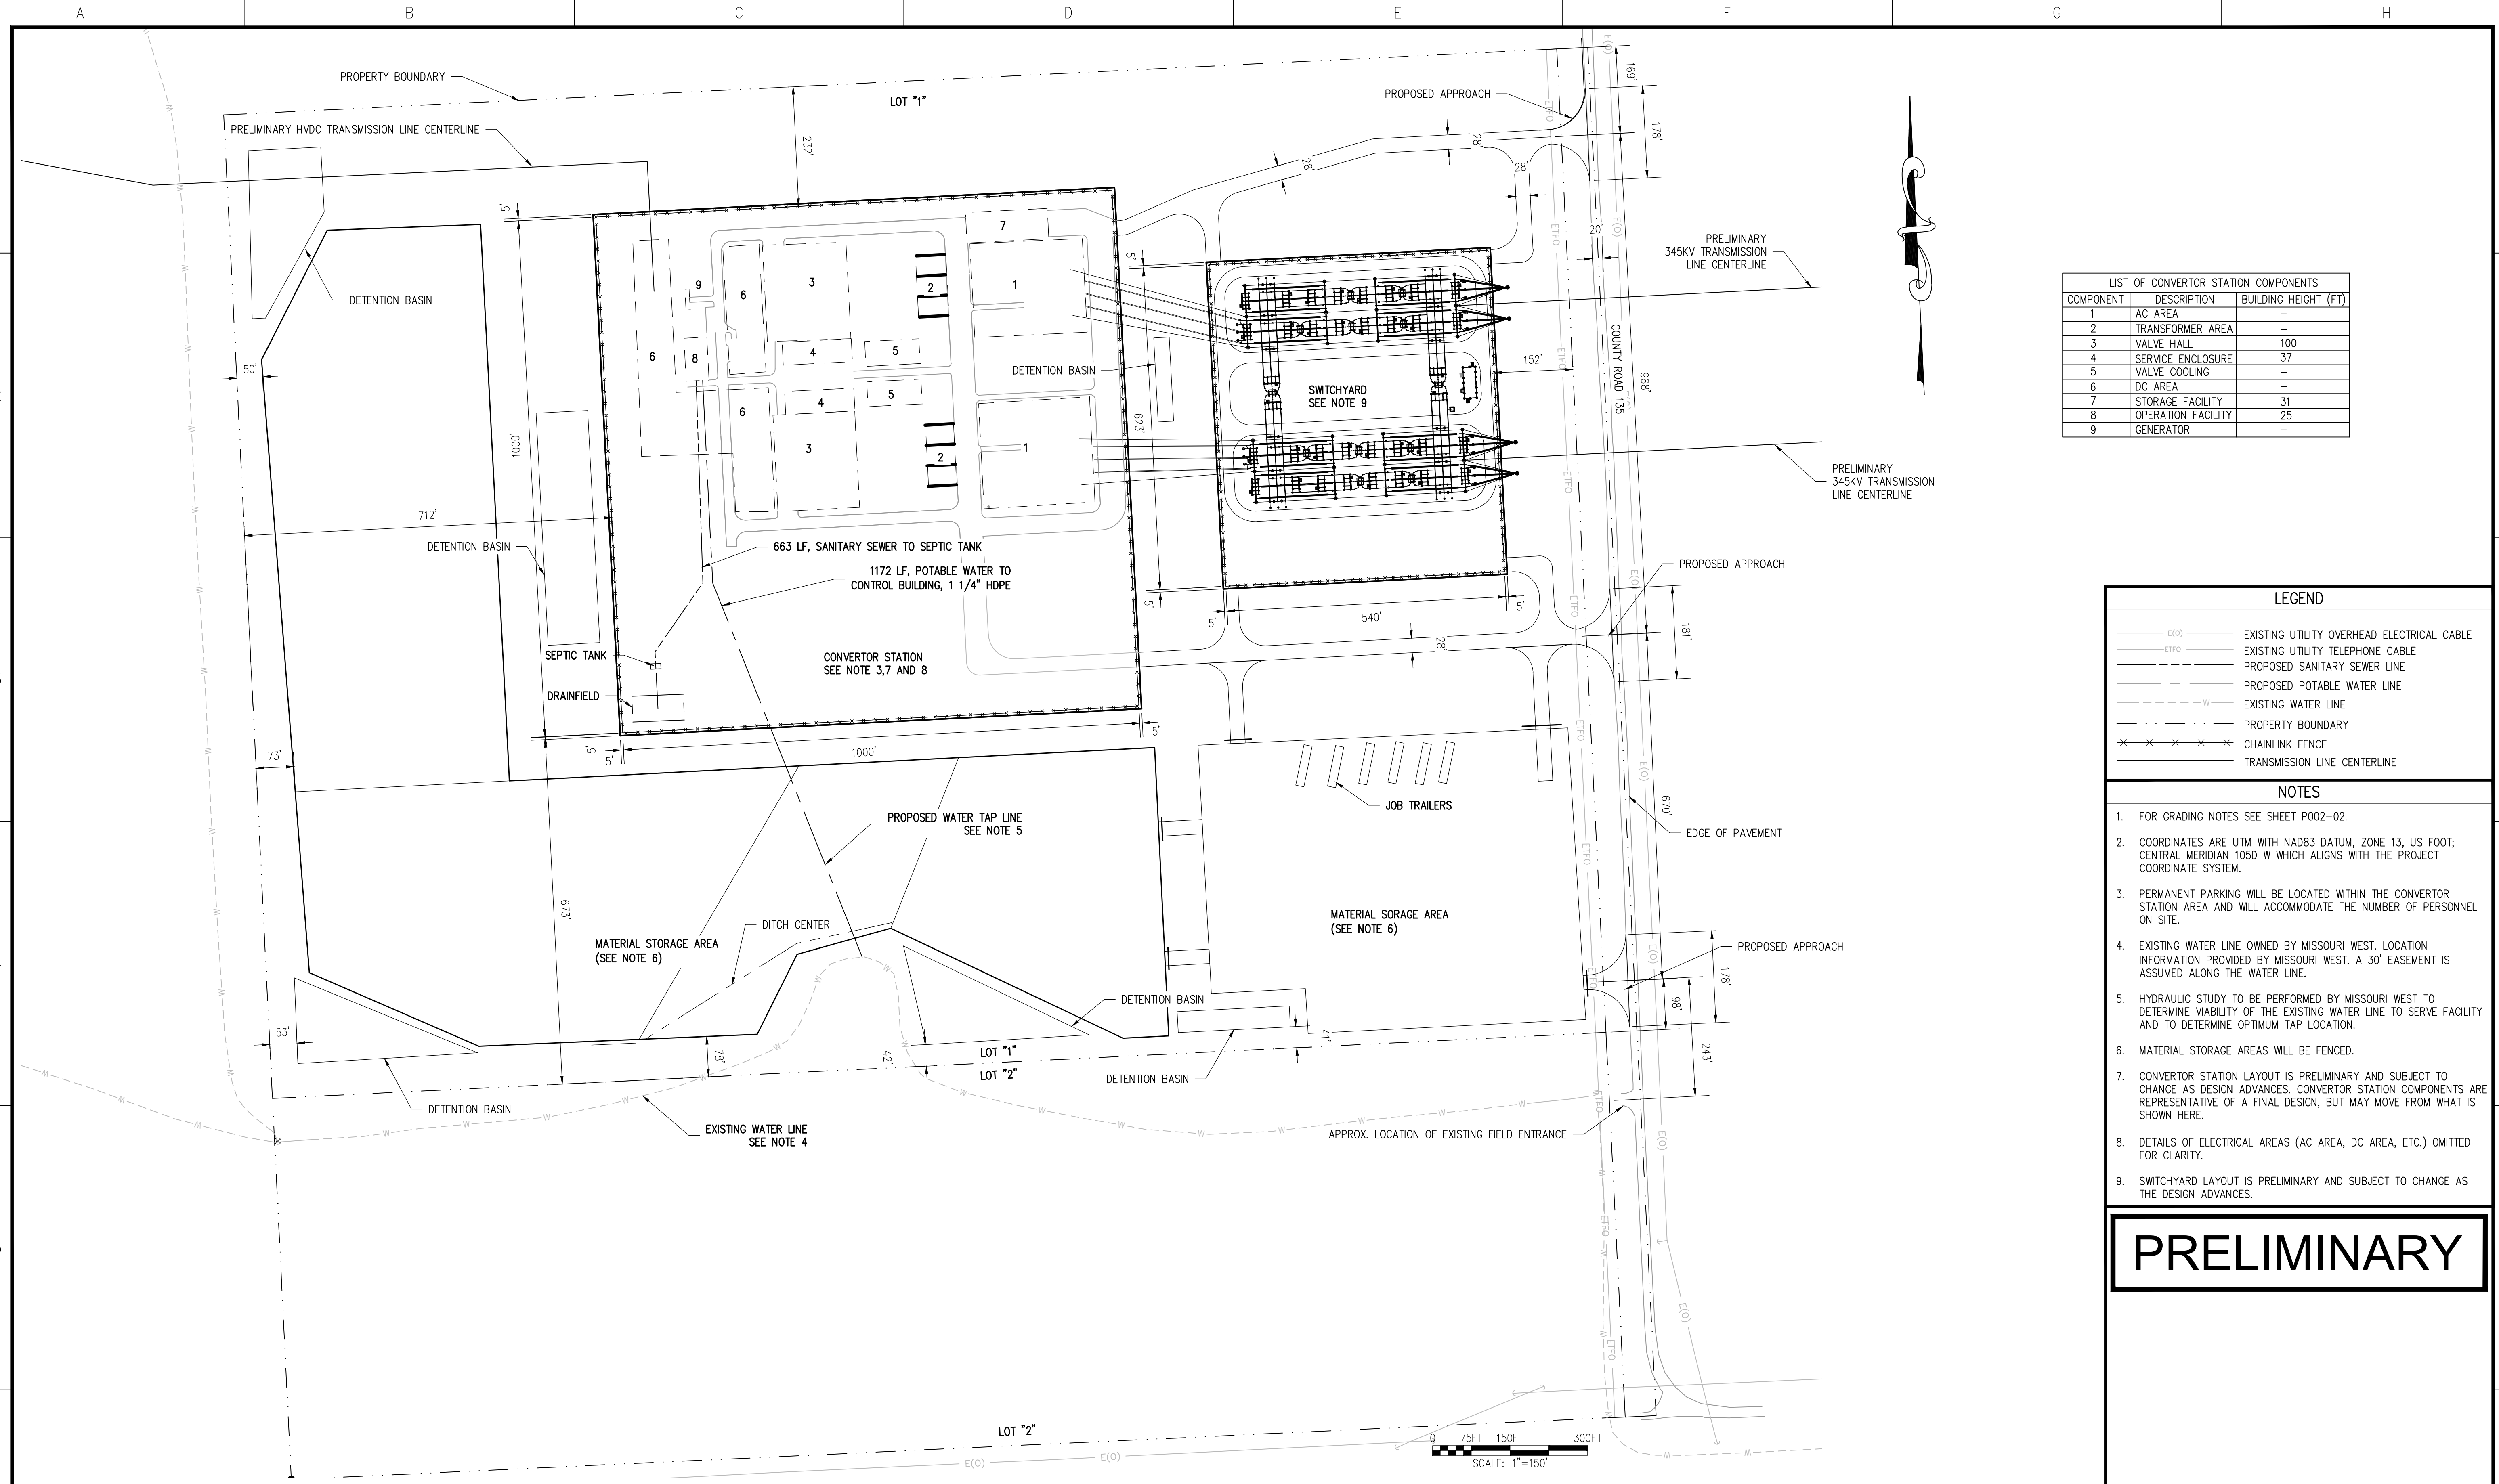 A
B
C
D
E
F
G
H
PROPERTY BOUNDARY
LOT "1"
PRELIMINARY HVDC TRANSMISSION LINE CENTERLINE
232'
PROPOSED APPROACH
169'
178'
28'
28'
28'
20'
E(O)
ETFO
W
5'
DETENTION BASIN
50'
1000'
712'
DETENTION BASIN
7
9
6
3
2
1
6
8
4
5
4
5
6
3
2
1
5'
DETENTION BASIN
623'
5'
SWITCHYARD
SEE NOTE 9
152'
COUNTY ROAD 135
968'
PRELIMINARY
345KV TRANSMISSION
LINE CENTERLINE
PRELIMINARY
345KV TRANSMISSION
LINE CENTERLINE
663 LF, SANITARY SEWER TO SEPTIC TANK
1172 LF, POTABLE WATER TO
CONTROL BUILDING, 1 1/4" HDPE
5'
540'
5'
28'
PROPOSED APPROACH
181'
SEPTIC TANK
CONVERTOR STATION
SEE NOTE 3,7 AND 8
DRAINFIELD
5'
5'
1000'
5'
73'
JOB TRAILERS
670'
EDGE OF PAVEMENT
PROPOSED WATER TAP LINE
SEE NOTE 5
673'
DITCH CENTER
MATERIAL STORAGE AREA
(SEE NOTE 6)
MATERIAL SORAGE AREA
(SEE NOTE 6)
PROPOSED APPROACH
178'
98'
243'
53'
78'
42'
41'
DETENTION BASIN
LOT "1"
LOT "2"
DETENTION BASIN
DETENTION BASIN
EXISTING WATER LINE
SEE NOTE 4
APPROX. LOCATION OF EXISTING FIELD ENTRANCE
LOT "2"
E(O)
E(O)
0 75FT 150FT 300FT
SCALE: 1"=150'
LIST OF CONVERTOR STATION COMPONENTS
COMPONENT DESCRIPTION BUILDING HEIGHT (FT)
1 AC AREA –
2 TRANSFORMER AREA –
3 VALVE HALL 100
4 SERVICE ENCLOSURE 37
5 VALVE COOLING –
6 DC AREA –
7 STORAGE FACILITY 31
8 OPERATION FACILITY 25
9 GENERATOR –
LEGEND
E(O) EXISTING UTILITY OVERHEAD ELECTRICAL CABLE
ETFO EXISTING UTILITY TELEPHONE CABLE
PROPOSED SANITARY SEWER LINE
PROPOSED POTABLE WATER LINE
W EXISTING WATER LINE
PROPERTY BOUNDARY
CHAINLINK FENCE
TRANSMISSION LINE CENTERLINE
NOTES
1. FOR GRADING NOTES SEE SHEET P002-02.
2. COORDINATES ARE UTM WITH NAD83 DATUM, ZONE 13, US FOOT;
CENTRAL MERIDIAN 105D W WHICH ALIGNS WITH THE PROJECT
COORDINATE SYSTEM.
3. PERMANENT PARKING WILL BE LOCATED WITHIN THE CONVERTOR
STATION AREA AND WILL ACCOMMODATE THE NUMBER OF PERSONNEL
ON SITE.
4. EXISTING WATER LINE OWNED BY MISSOURI WEST. LOCATION
INFORMATION PROVIDED BY MISSOURI WEST. A 30' EASEMENT IS
ASSUMED ALONG THE WATER LINE.
5. HYDRAULIC STUDY TO BE PERFORMED BY MISSOURI WEST TO
DETERMINE VIABILITY OF THE EXISTING WATER LINE TO SERVE FACILITY
AND TO DETERMINE OPTIMUM TAP LOCATION.
6. MATERIAL STORAGE AREAS WILL BE FENCED.
7. CONVERTOR STATION LAYOUT IS PRELIMINARY AND SUBJECT TO
CHANGE AS DESIGN ADVANCES. CONVERTOR STATION COMPONENTS ARE
REPRESENTATIVE OF A FINAL DESIGN, BUT MAY MOVE FROM WHAT IS
SHOWN HERE.
8. DETAILS OF ELECTRICAL AREAS (AC AREA, DC AREA, ETC.) OMITTED
FOR CLARITY.
9. SWITCHYARD LAYOUT IS PRELIMINARY AND SUBJECT TO CHANGE AS
THE DESIGN ADVANCES.
PRELIMINARY